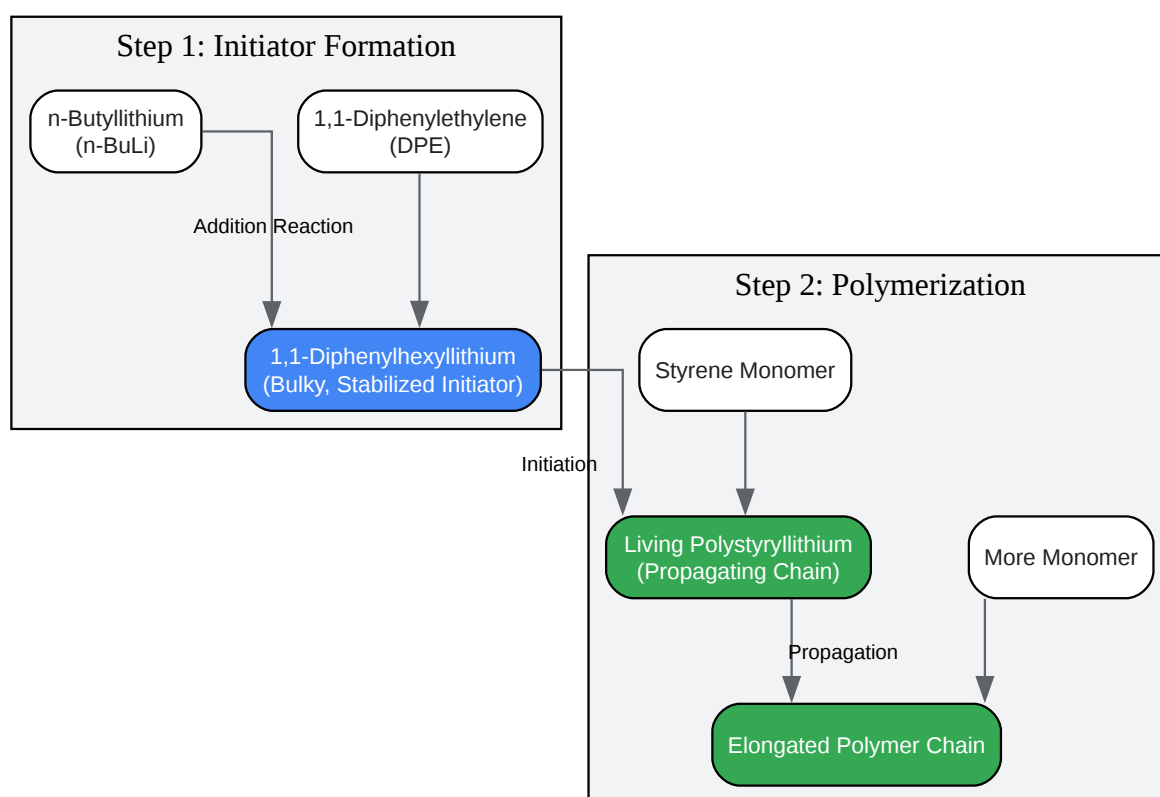 Step 1: Initiator Formation
n-Butyllithium
(n-BuLi)
1,1-Diphenylethylene
(DPE)
Addition Reaction
1,1-Diphenylhexyllithium
(Bulky, Stabilized Initiator)
Step 2: Polymerization
Styrene Monomer
Initiation
Living Polystyryllithium
(Propagating Chain)
More Monomer
Propagation
Elongated Polymer Chain